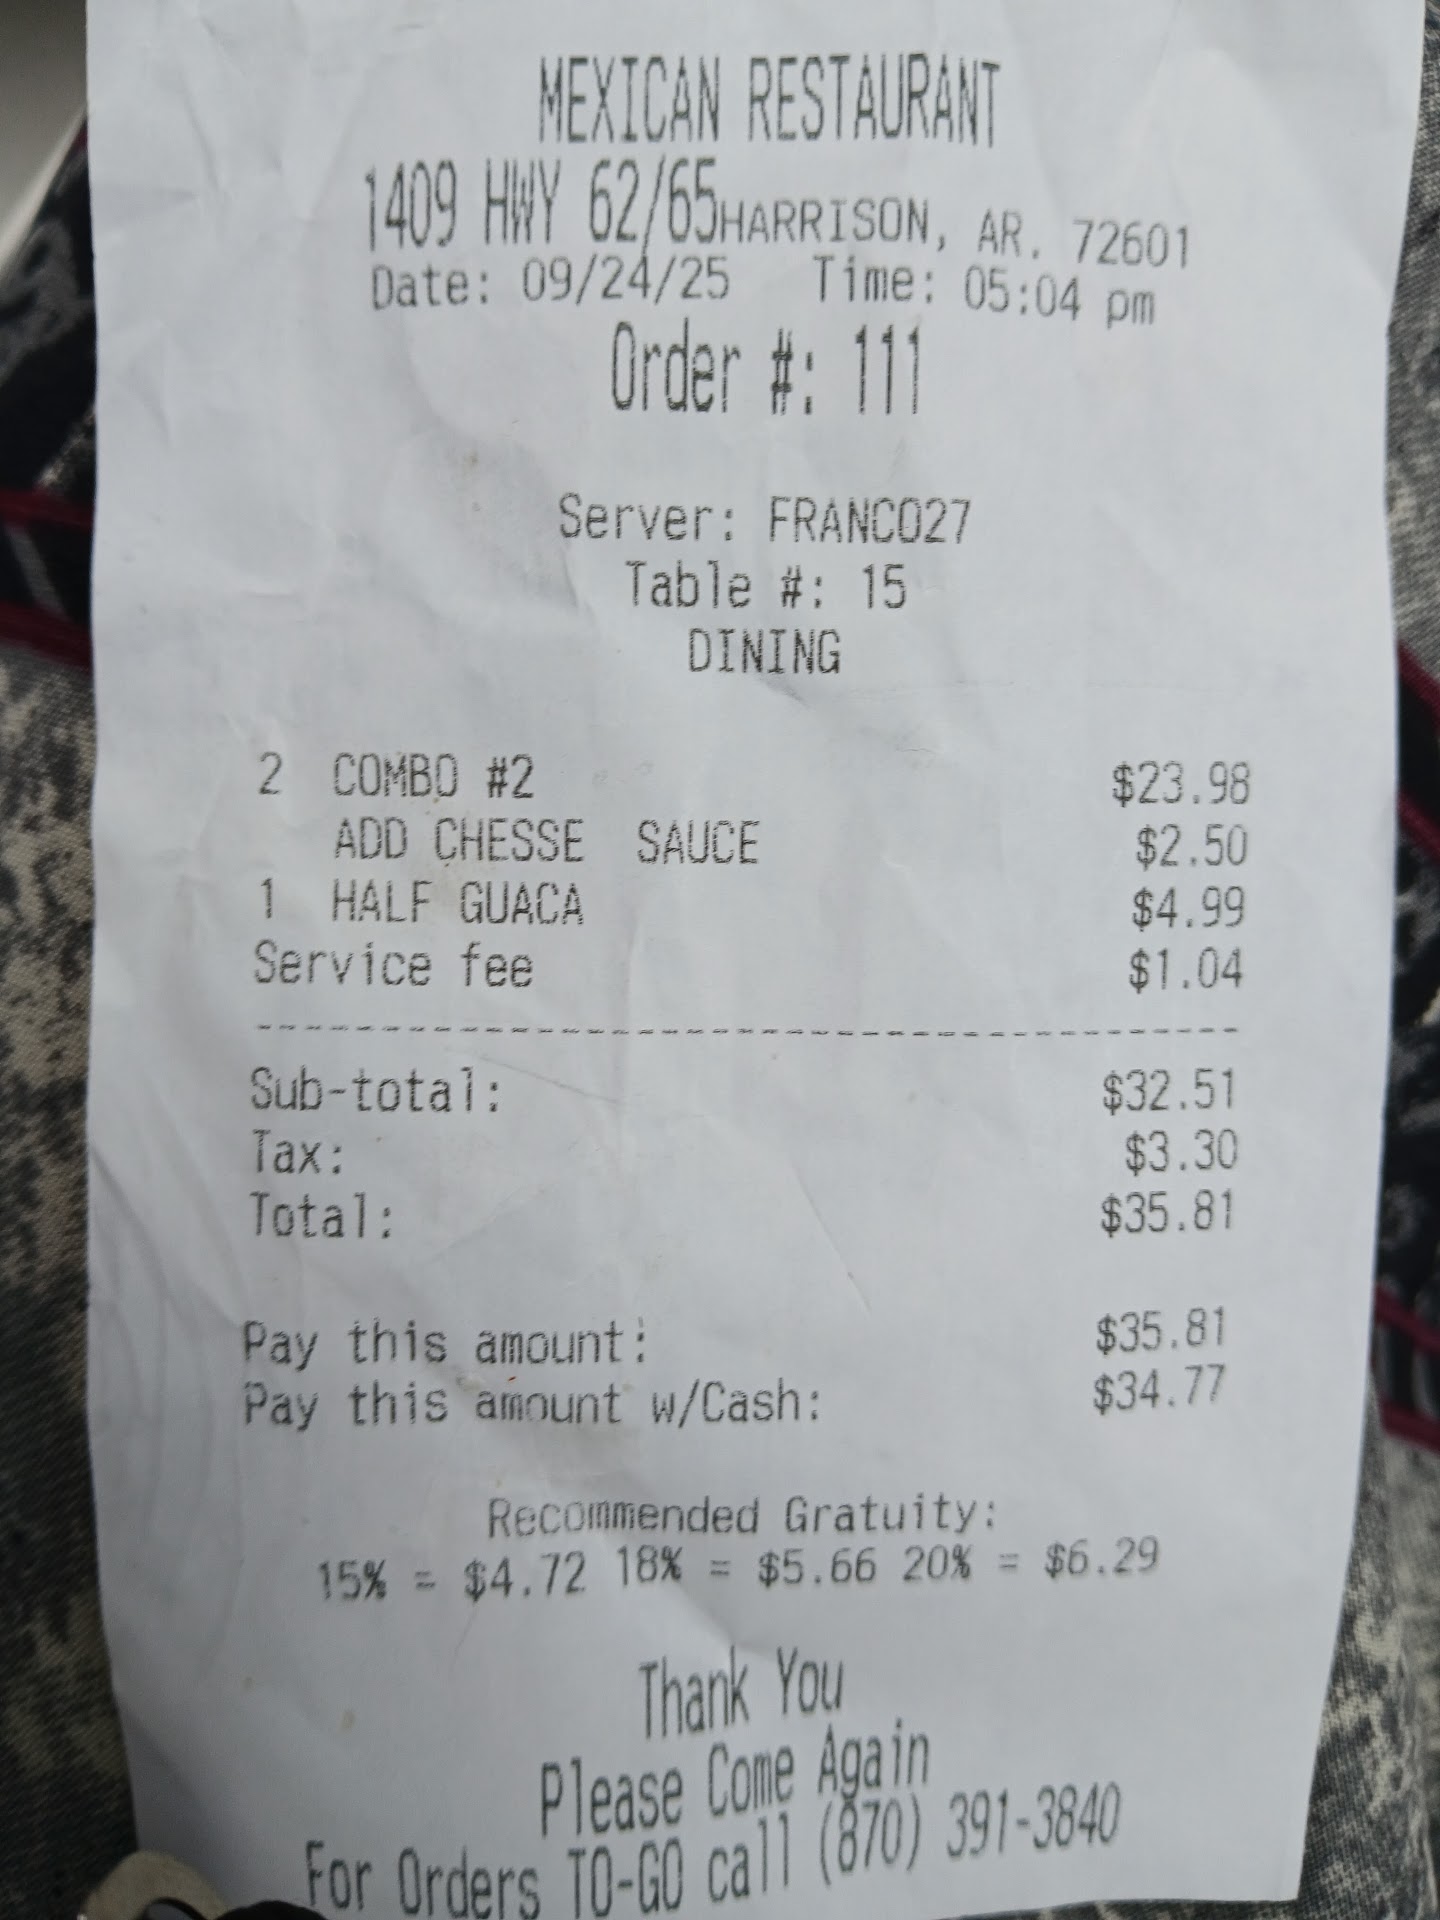 MEXICAN RESTAURANT
1409 HWY 62/65HARRISON, AR. 72601
Date: 09/24/25 Time: 05:04 pm
Order #: 111
Server: FRANCO27
Table #: 15
DINING
2 COMBO #2 $23.98
ADD CHESSE SAUCE $2.50
1 HALF GUACA $4.99
Service fee $1.04
Sub-total: $32.51
Tax: $3.30
Total: $35.81
Pay this amount: $35.81
Pay this amount w/Cash: $34.77
Recommended Gratuity:
15% = $4.72 18% = $5.66 20% = $6.29
Thank You
Please Come Again
For Orders TO-GO call (870) 391-3840